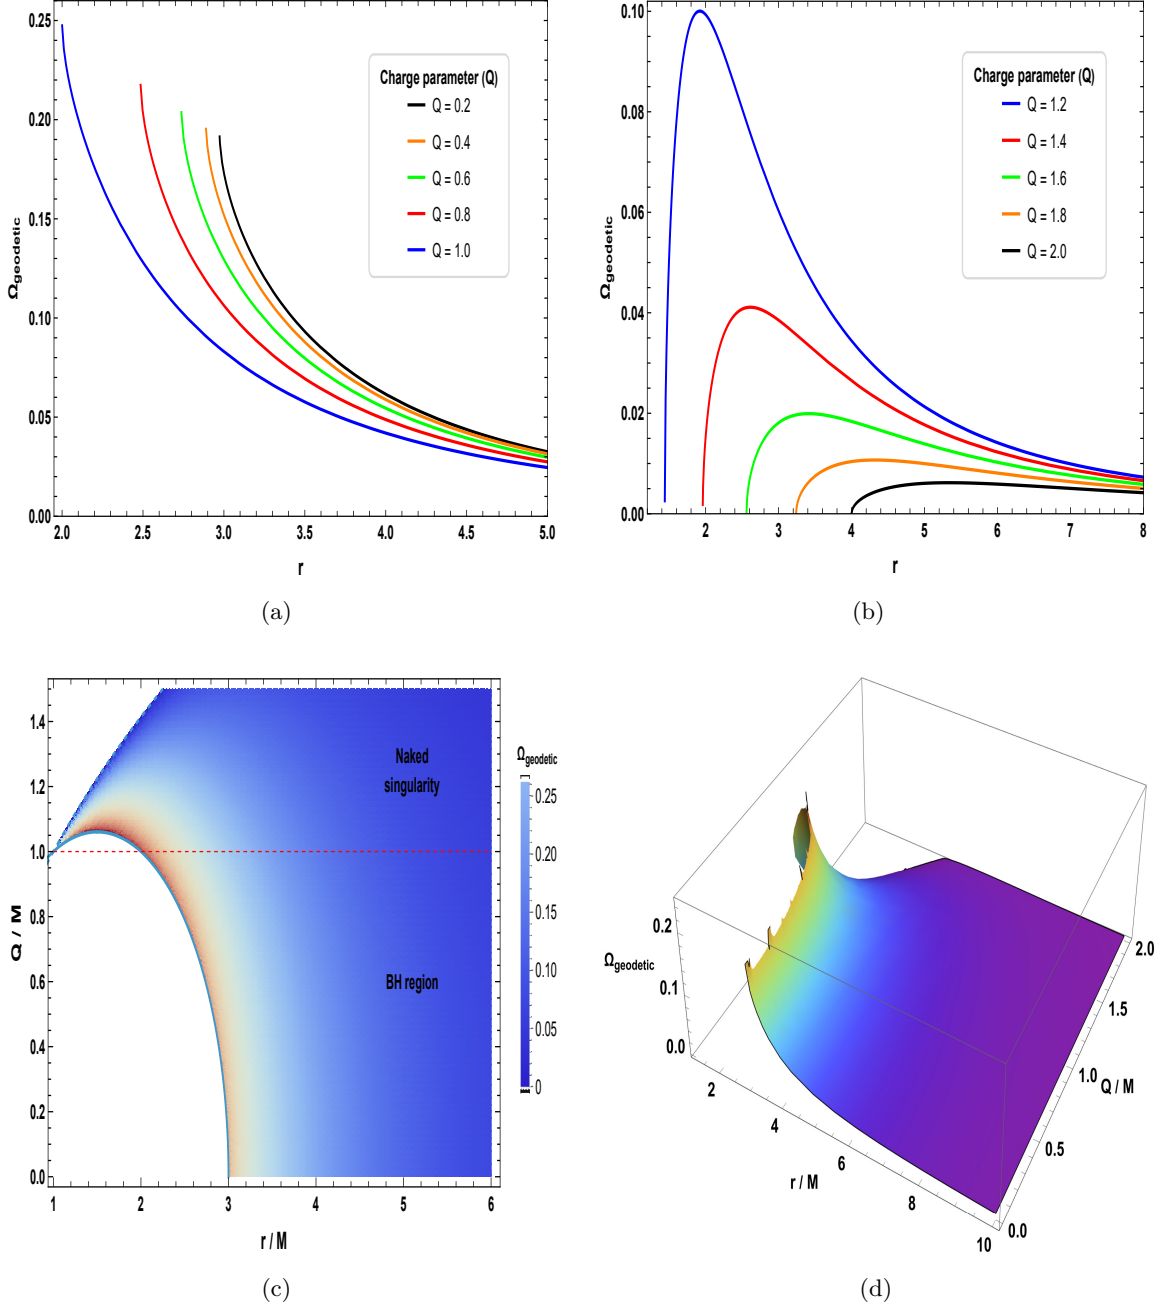 0.25
0.20
0.15
0.10
0.05
0.00
Ωgeodetic
2.0 2.5 3.0 3.5 4.0 4.5 5.0
r
Charge parameter (Q)
Q = 0.2
Q = 0.4
Q = 0.6
Q = 0.8
Q = 1.0
(a)
0.10
0.08
0.06
0.04
0.02
0.00
Ωgeodetic
2 3 4 5 6 7 8
r
Charge parameter (Q)
Q = 1.2
Q = 1.4
Q = 1.6
Q = 1.8
Q = 2.0
(b)
1.4
1.2
1.0
0.8
0.6
0.4
0.2
0.0
Q / M
Naked
singularity
BH region
1 2 3 4 5 6
r / M
Ωgeodetic
0.25
0.20
0.15
0.10
0.05
0
(c)
0.2
Ωgeodetic
0.1
0.0
2
4
6
8
10
r / M
2.0
1.5
1.0
Q / M
0.5
0.0
(d)